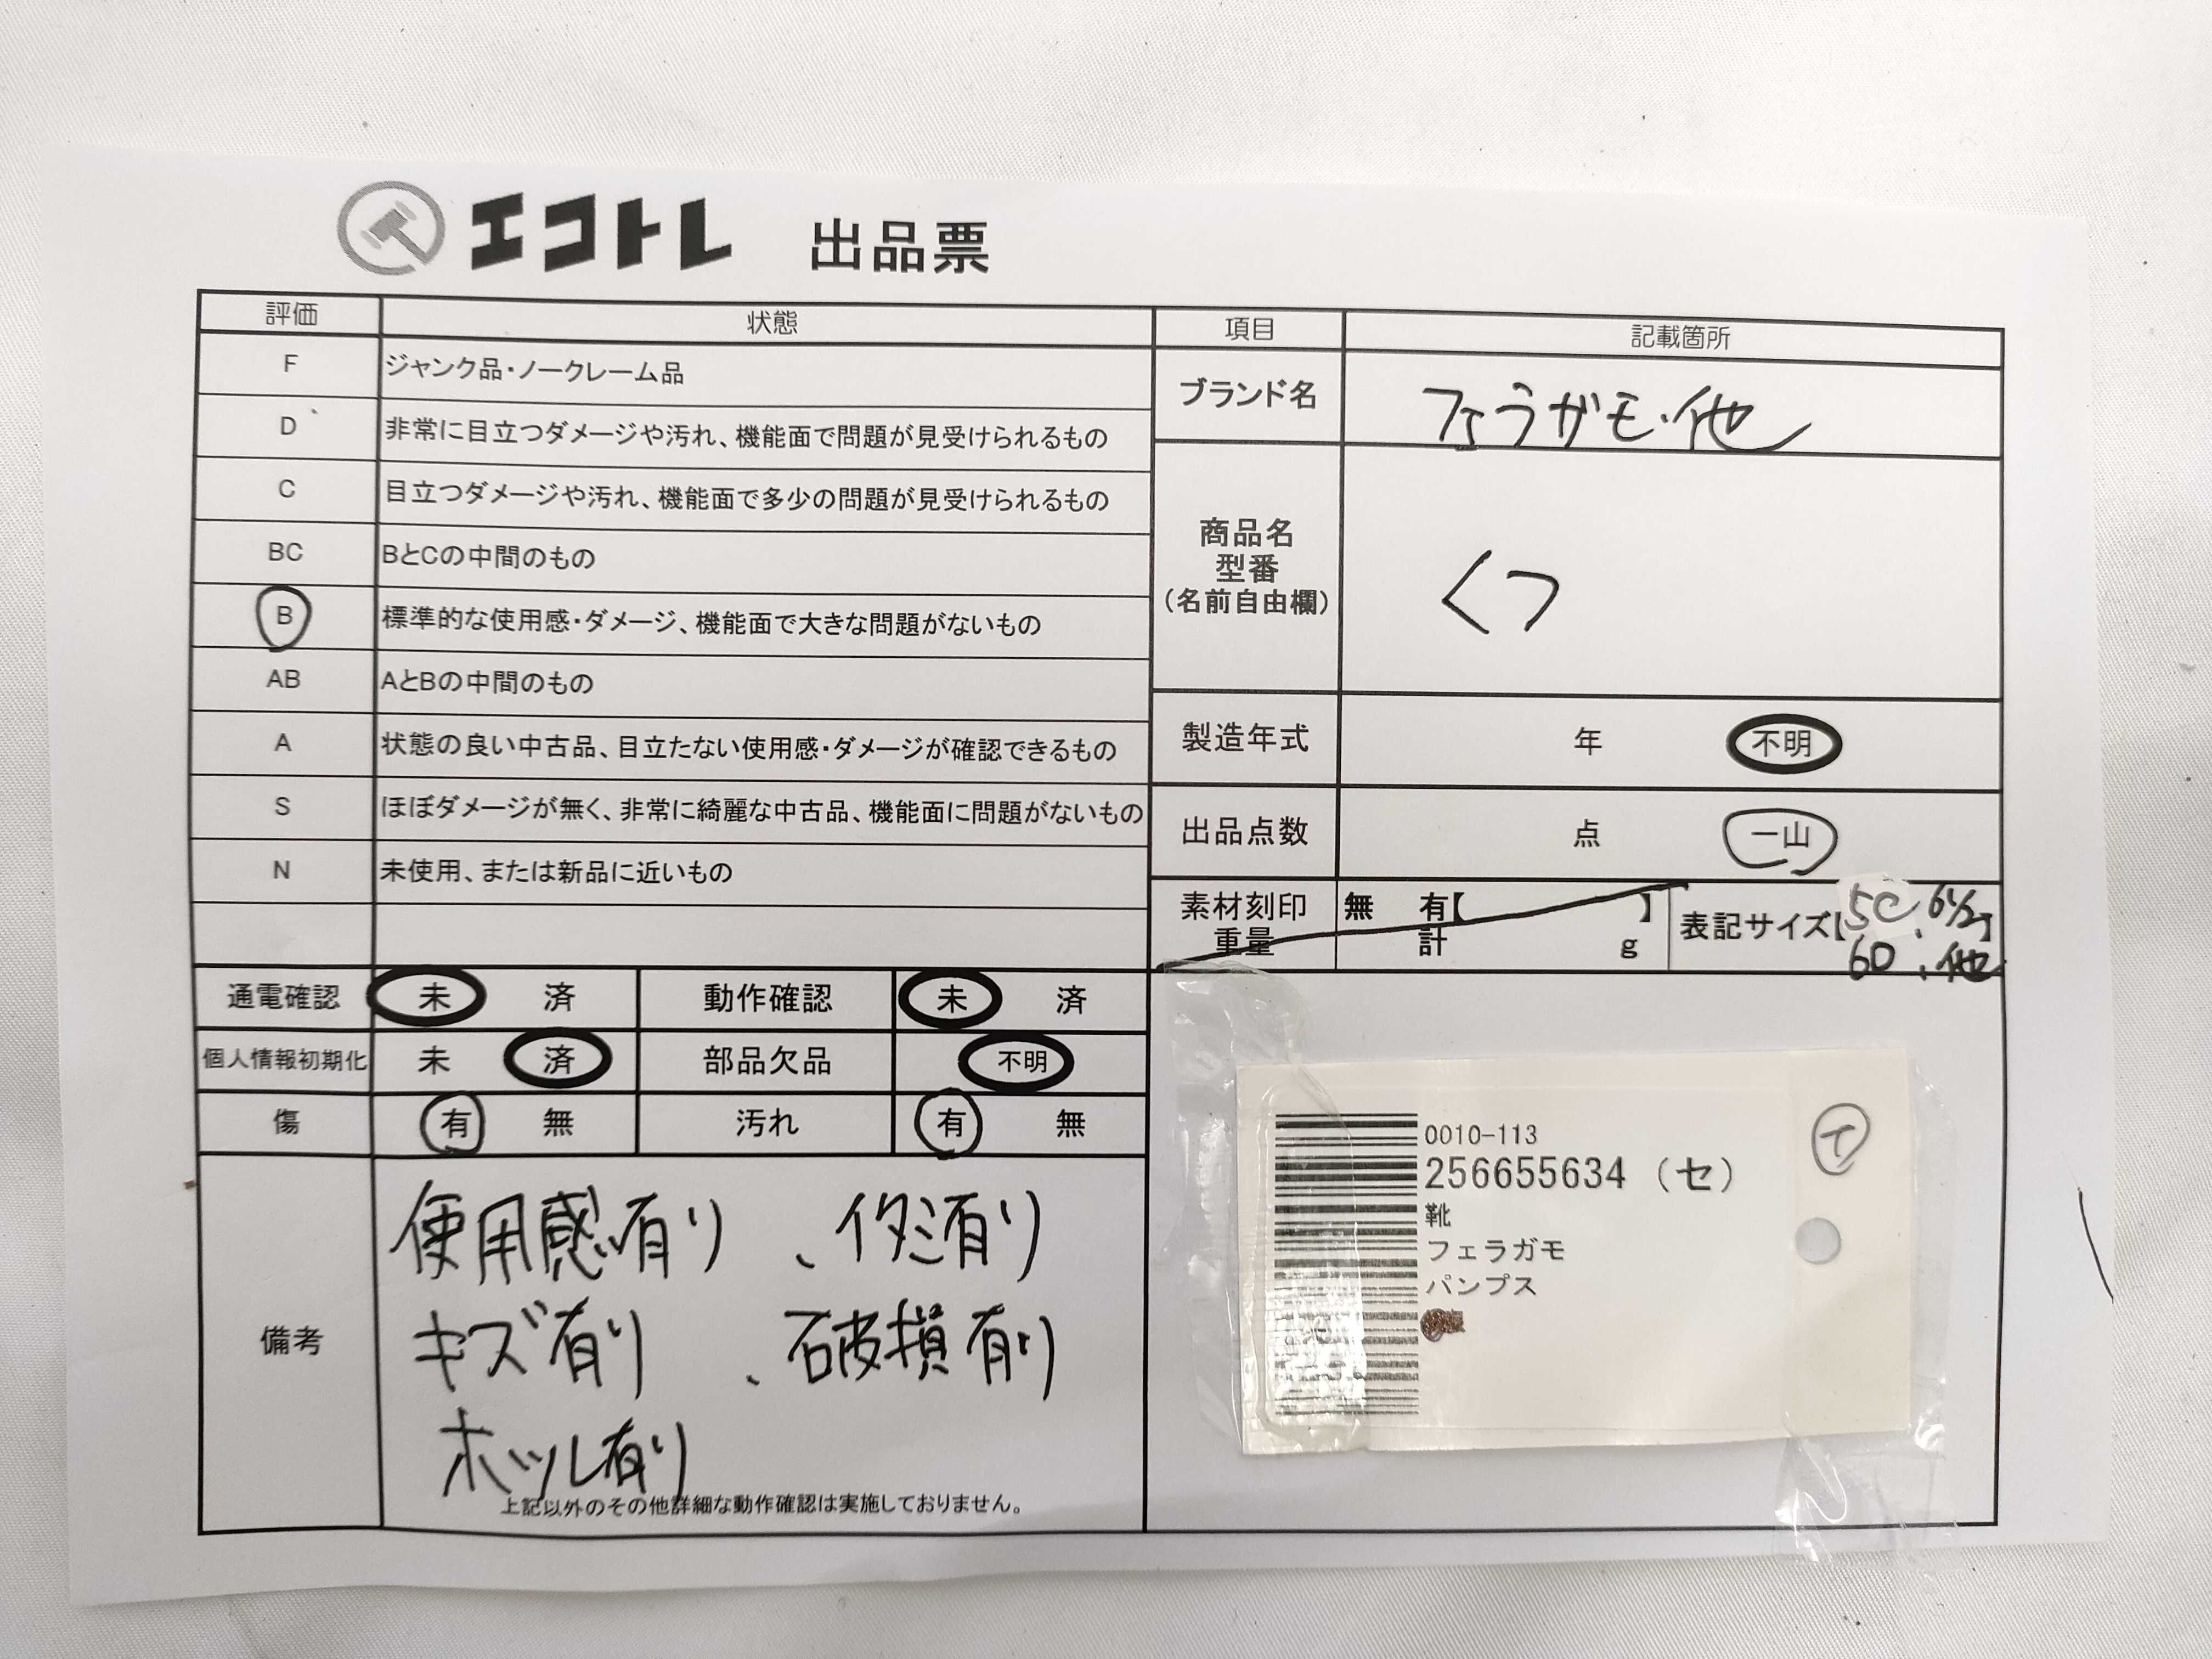 エコトレ 出品票
評価 状態
F ジャンク品・ノークレーム品
D 非常に目立つダメージや汚れ、機能面で問題が見受けられるもの
C 目立つダメージや汚れ、機能面で多少の問題が見受けられるもの
BC BとCの中間のもの
B 標準的な使用感・ダメージ、機能面で大きな問題がないもの
AB AとBの中間のもの
A 状態の良い中古品、目立たない使用感・ダメージが確認できるもの
S ほぼダメージが無く、非常に綺麗な中古品、機能面に問題がないもの
N 未使用、または新品に近いもの
通電確認 未 済 動作確認 未 済
個人情報初期化 未 済 部品欠品 不明
傷 有 無 汚れ 有 無
備考
使用感有り 、イタミ有り
キズ有り 、破損有り
ホツレ有り
上記以外のその他詳細な動作確認は実施しておりません。
項目 記載箇所
ブランド名 フェラガモ・他
商品名
型番
(名前自由欄)
くつ
製造年式 年 不明
出品点数 点 一山
素材刻印 無 有【 】
重量 計 g
表記サイズ【5C、6½】
6D、他
0010-113
256655634 (セ)
靴
フェラガモ
パンプス